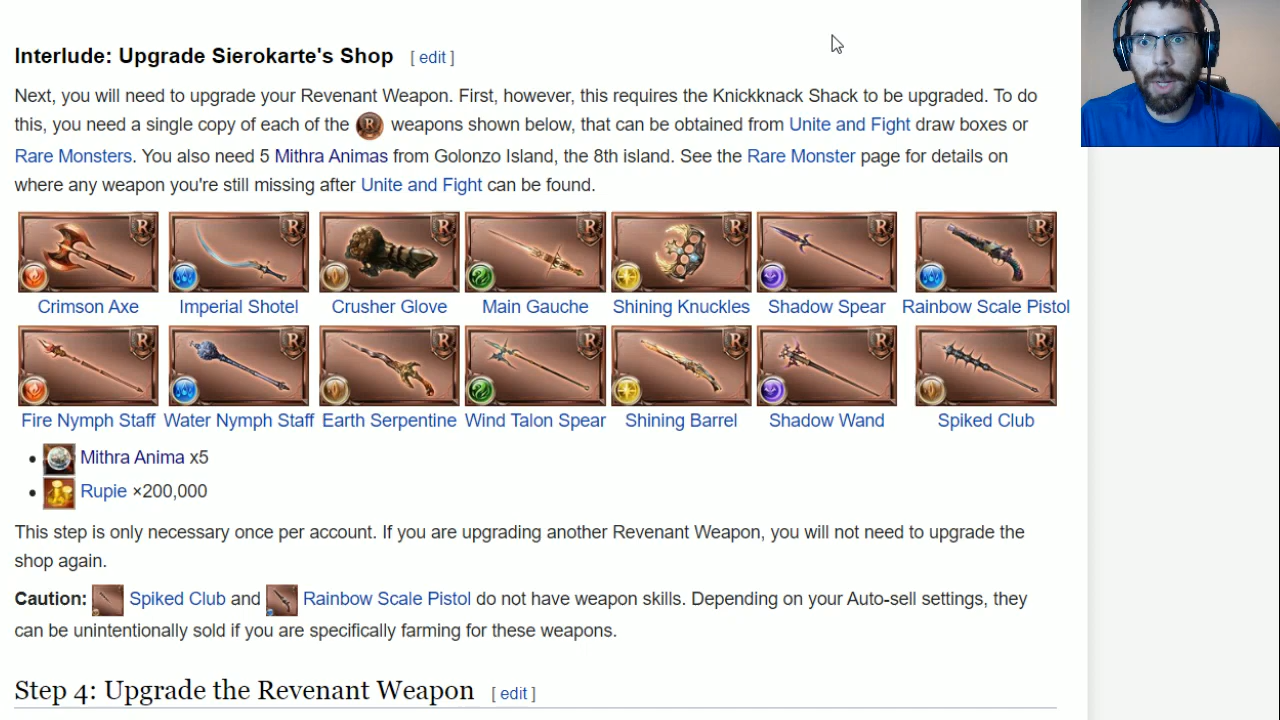 Interlude: Upgrade Sierokarte's Shop [ edit ]
Next, you will need to upgrade your Revenant Weapon. First, however, this requires the Knickknack Shack to be upgraded. To do
this, you need a single copy of each of the R weapons shown below, that can be obtained from Unite and Fight draw boxes or
Rare Monsters. You also need 5 Mithra Animas from Golonzo Island, the 8th island. See the Rare Monster page for details on
where any weapon you're still missing after Unite and Fight can be found.
R R R R R R R
Crimson Axe Imperial Shotel Crusher Glove Main Gauche Shining Knuckles Shadow Spear Rainbow Scale Pistol
R R R R R R R
Fire Nymph Staff Water Nymph Staff Earth Serpentine Wind Talon Spear Shining Barrel Shadow Wand Spiked Club
• Mithra Anima x5
• Rupie ×200,000
This step is only necessary once per account. If you are upgrading another Revenant Weapon, you will not need to upgrade the
shop again.
Caution: Spiked Club and Rainbow Scale Pistol do not have weapon skills. Depending on your Auto-sell settings, they
can be unintentionally sold if you are specifically farming for these weapons.
Step 4: Upgrade the Revenant Weapon [ edit ]